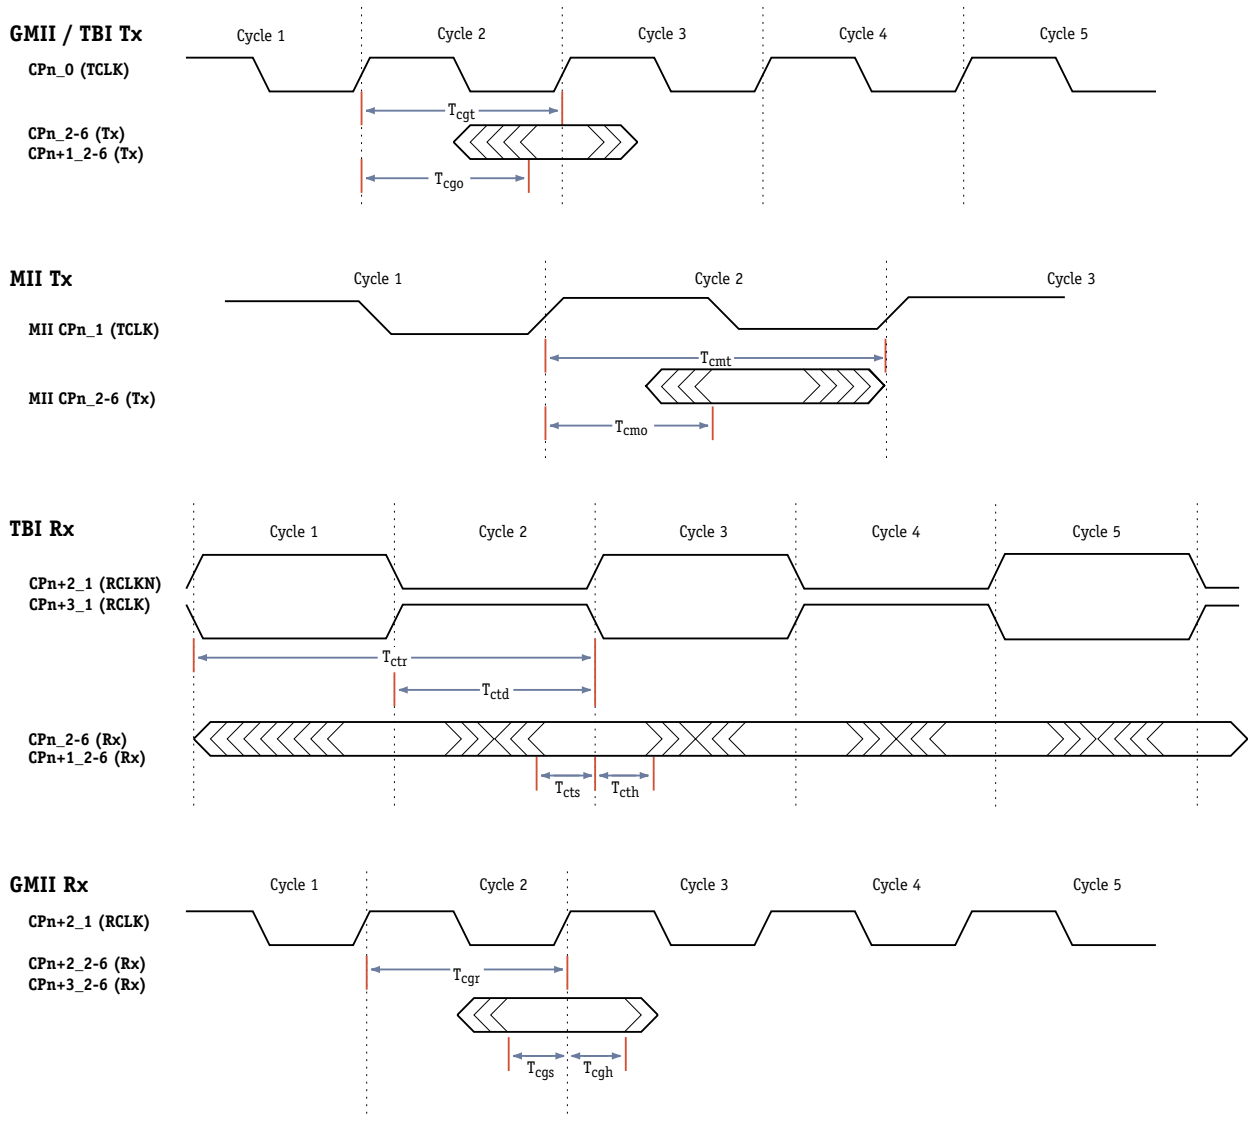 GMII / TBI Tx
Cycle 1 Cycle 2 Cycle 3 Cycle 4 Cycle 5
CPn_0 (TCLK)
Tcgt
CPn_2-6 (Tx)
CPn+1_2-6 (Tx)
Tcgo
MII Tx
Cycle 1 Cycle 2 Cycle 3
MII CPn_1 (TCLK)
Tcmt
MII CPn_2-6 (Tx)
Tcmo
TBI Rx
Cycle 1 Cycle 2 Cycle 3 Cycle 4 Cycle 5
CPn+2_1 (RCLKN)
CPn+3_1 (RCLK)
Tctr
Tctd
CPn_2-6 (Rx)
CPn+1_2-6 (Rx)
Tcts Tcth
GMII Rx
Cycle 1 Cycle 2 Cycle 3 Cycle 4 Cycle 5
CPn+2_1 (RCLK)
CPn+2_2-6 (Rx)
Tcgr
CPn+3_2-6 (Rx)
Tcgs Tcgh